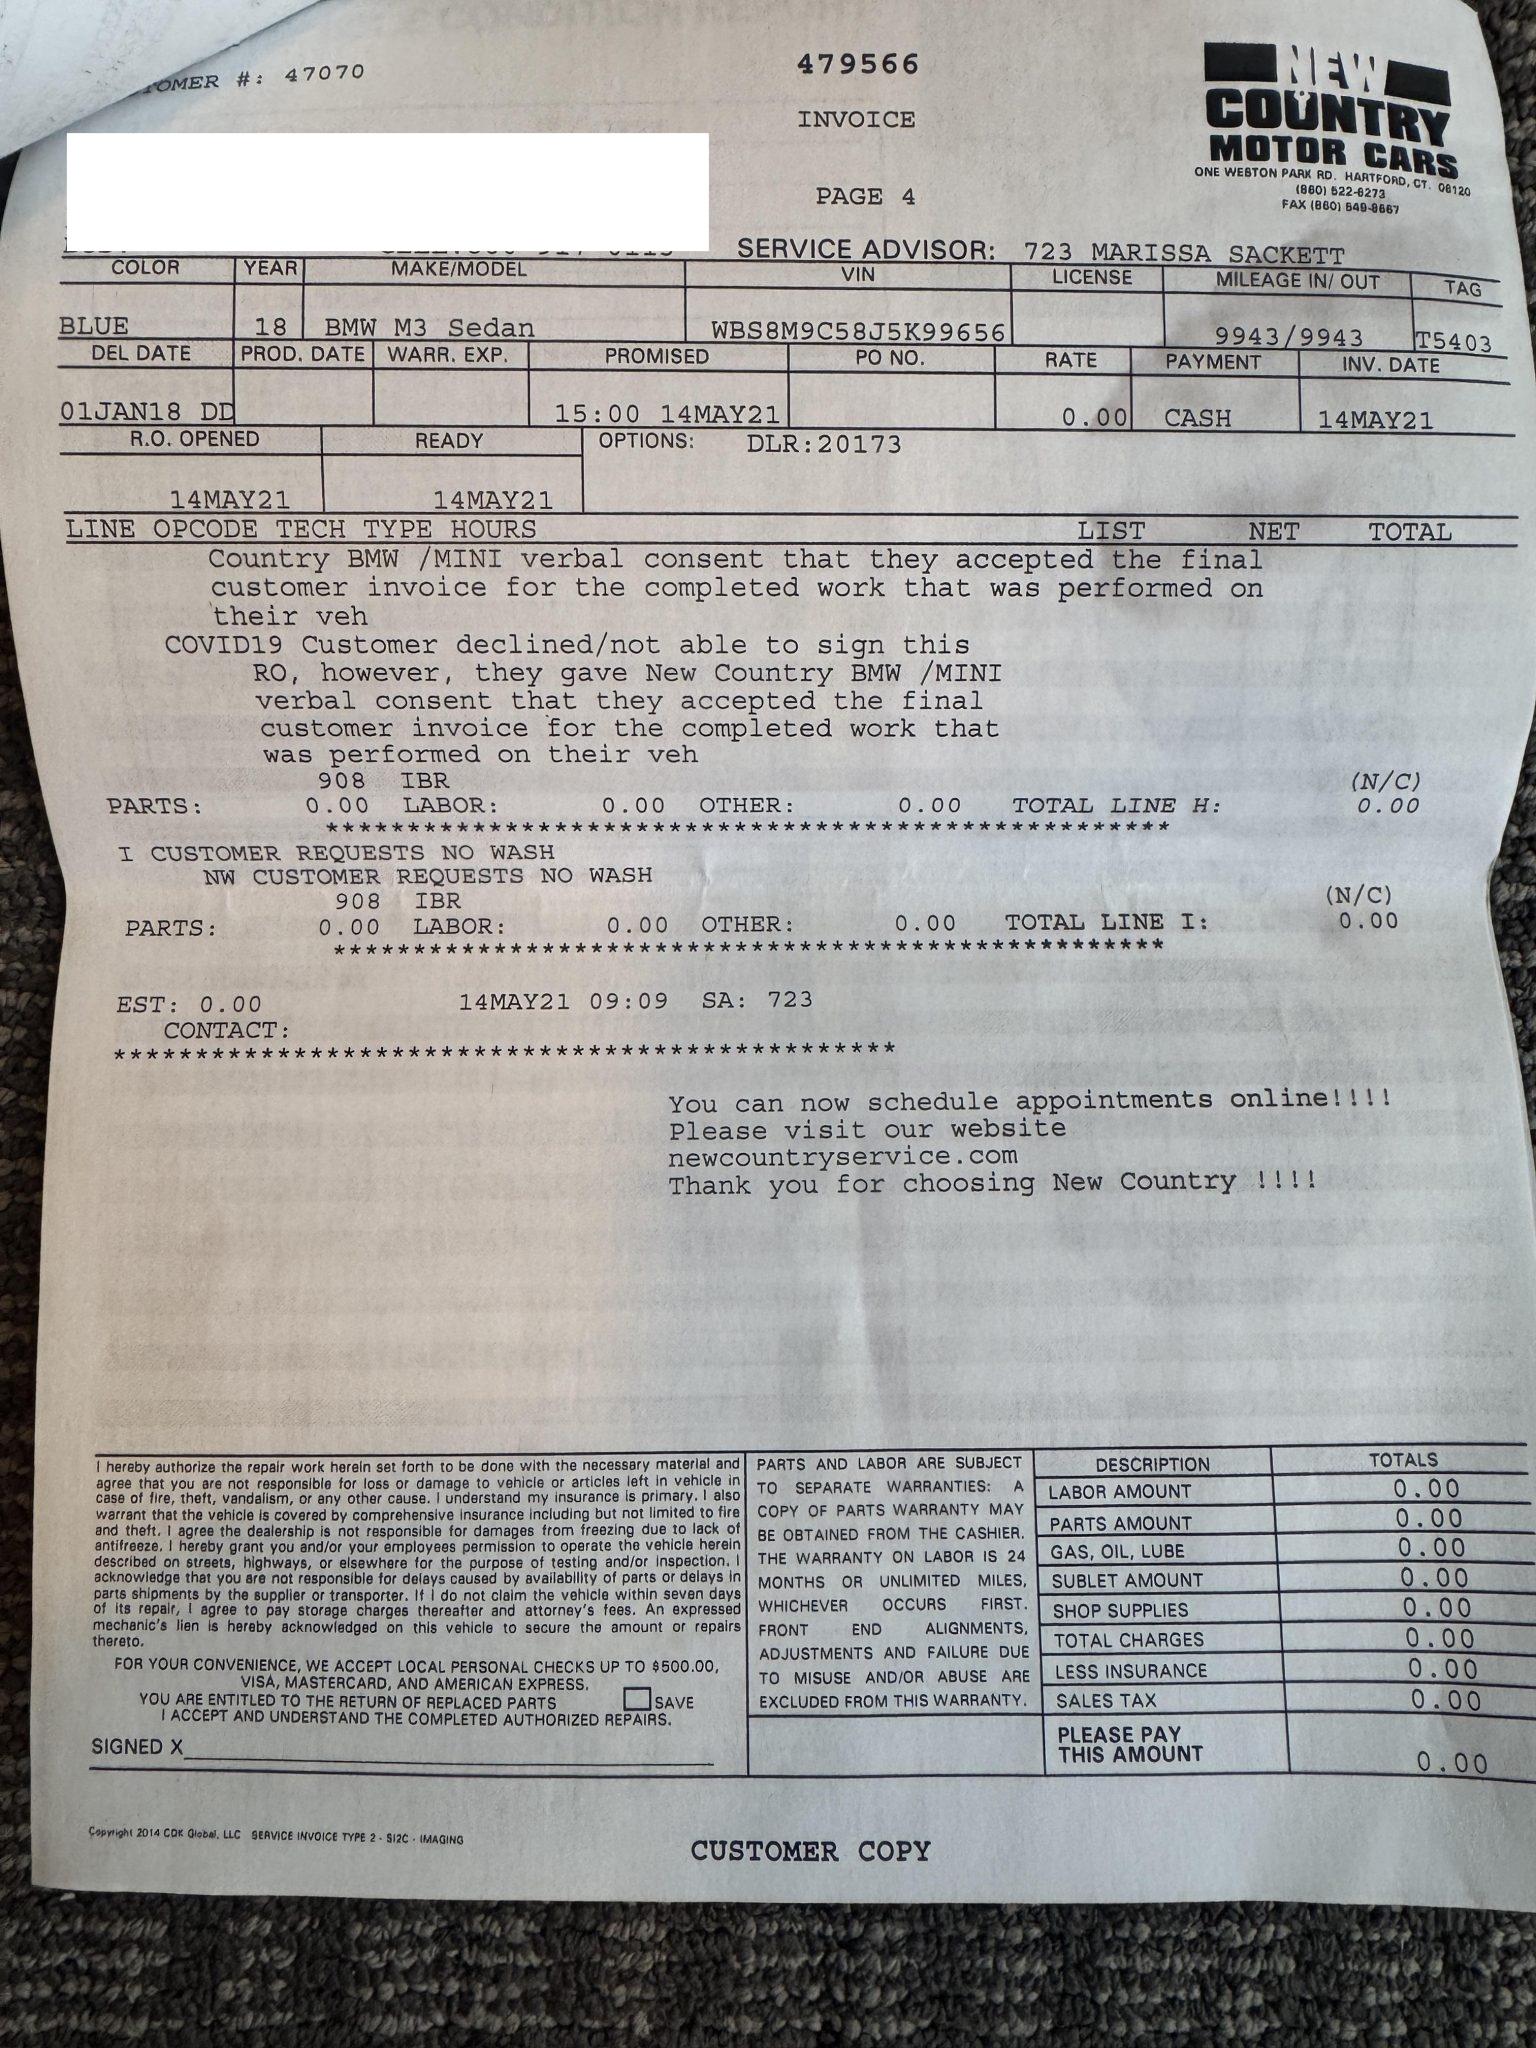 TOMER #: 47070
479566
INVOICE
PAGE 4
NEW
COUNTRY
MOTOR CARS
ONE WESTON PARK RD. HARTFORD, CT. 06120
(860) 522-6273
FAX (860) 549-8667
SERVICE ADVISOR: 723 MARISSA SACKETT
COLOR YEAR MAKE/MODEL VIN LICENSE MILEAGE IN/ OUT TAG
BLUE 18 BMW M3 Sedan WBS8M9C58J5K99656 9943/9943 T5403
DEL DATE PROD. DATE WARR. EXP. PROMISED PO NO. RATE PAYMENT INV. DATE
01JAN18 DD 15:00 14MAY21 0.00 CASH 14MAY21
R.O. OPENED READY OPTIONS: DLR:20173
14MAY21 14MAY21
LINE OPCODE TECH TYPE HOURS LIST NET TOTAL
Country BMW /MINI verbal consent that they accepted the final
customer invoice for the completed work that was performed on
their veh
COVID19 Customer declined/not able to sign this
RO, however, they gave New Country BMW /MINI
verbal consent that they accepted the final
customer invoice for the completed work that
was performed on their veh
908 IBR (N/C)
PARTS: 0.00 LABOR: 0.00 OTHER: 0.00 TOTAL LINE H: 0.00
****************************************************
I CUSTOMER REQUESTS NO WASH
NW CUSTOMER REQUESTS NO WASH
908 IBR (N/C)
PARTS: 0.00 LABOR: 0.00 OTHER: 0.00 TOTAL LINE I: 0.00
****************************************************
EST: 0.00 14MAY21 09:09 SA: 723
CONTACT:
************************************************
You can now schedule appointments online!!!!
Please visit our website
newcountryservice.com
Thank you for choosing New Country !!!!
I hereby authorize the repair work herein set forth to be done with the necessary material and
agree that you are not responsible for loss or damage to vehicle or articles left in vehicle in
case of fire, theft, vandalism, or any other cause. I understand my insurance is primary. I also
warrant that the vehicle is covered by comprehensive insurance including but not limited to fire
and theft. I agree the dealership is not responsible for damages from freezing due to lack of
antifreeze. I hereby grant you and/or your employees permission to operate the vehicle herein
described on streets, highways, or elsewhere for the purpose of testing and/or inspection. I
acknowledge that you are not responsible for delays caused by availability of parts or delays in
parts shipments by the supplier or transporter. If I do not claim the vehicle within seven days
of its repair, I agree to pay storage charges thereafter and attorney's fees. An expressed
mechanic's lien is hereby acknowledged on this vehicle to secure the amount or repairs
thereto.
FOR YOUR CONVENIENCE, WE ACCEPT LOCAL PERSONAL CHECKS UP TO $500.00,
VISA, MASTERCARD, AND AMERICAN EXPRESS.
YOU ARE ENTITLED TO THE RETURN OF REPLACED PARTS SAVE
I ACCEPT AND UNDERSTAND THE COMPLETED AUTHORIZED REPAIRS.
SIGNED X
PARTS AND LABOR ARE SUBJECT
TO SEPARATE WARRANTIES: A
COPY OF PARTS WARRANTY MAY
BE OBTAINED FROM THE CASHIER.
THE WARRANTY ON LABOR IS 24
MONTHS OR UNLIMITED MILES,
WHICHEVER OCCURS FIRST.
FRONT END ALIGNMENTS,
ADJUSTMENTS AND FAILURE DUE
TO MISUSE AND/OR ABUSE ARE
EXCLUDED FROM THIS WARRANTY.
DESCRIPTION TOTALS
LABOR AMOUNT 0.00
PARTS AMOUNT 0.00
GAS, OIL, LUBE 0.00
SUBLET AMOUNT 0.00
SHOP SUPPLIES 0.00
TOTAL CHARGES 0.00
LESS INSURANCE 0.00
SALES TAX 0.00
PLEASE PAY
THIS AMOUNT 0.00
Copyright 2014 CDK Global, LLC SERVICE INVOICE TYPE 2 - SI2C - IMAGING
CUSTOMER COPY